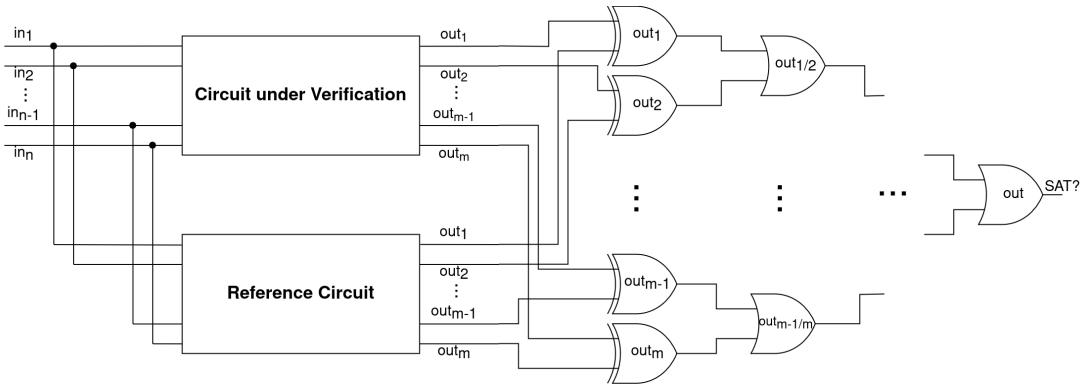 in1
in2
⋮
inn-1
inn
Circuit under Verification
out1
out2
⋮
outm-1
outm
Reference Circuit
out1
out2
⋮
outm-1
outm
out1
out2
⋮
outm-1
outm
out1/2
⋮
outm-1/m
...
out
SAT?